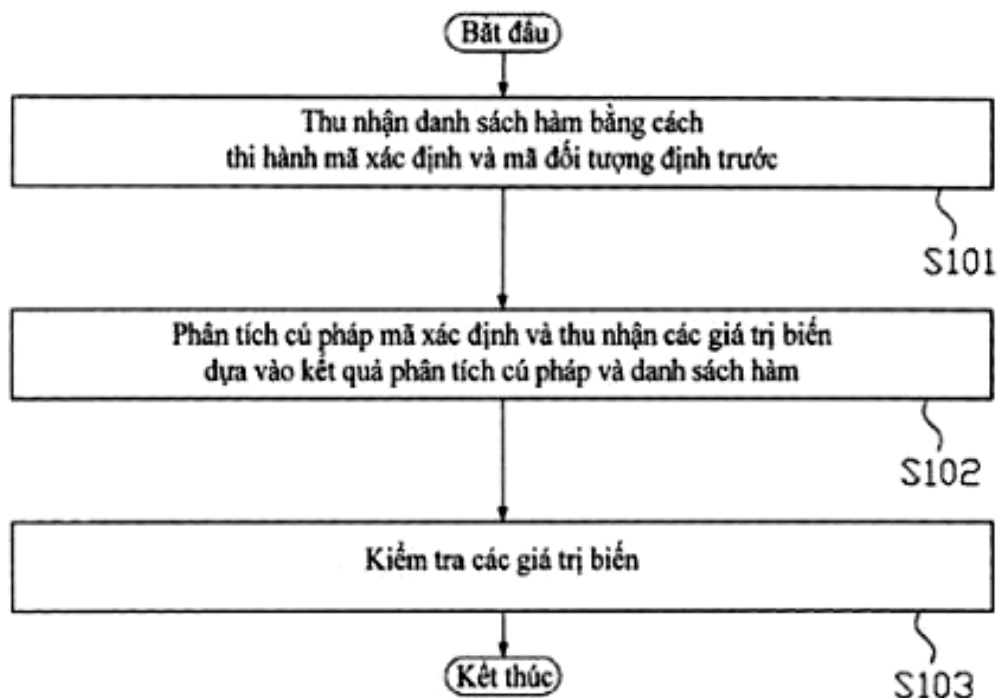 Bắt đầu
Thu nhận danh sách hàm bằng cách
thi hành mã xác định và mã đối tượng định trước
S101
Phân tích cú pháp mã xác định và thu nhận các giá trị biến
dựa vào kết quả phân tích cú pháp và danh sách hàm
S102
Kiểm tra các giá trị biến
S103
Kết thúc